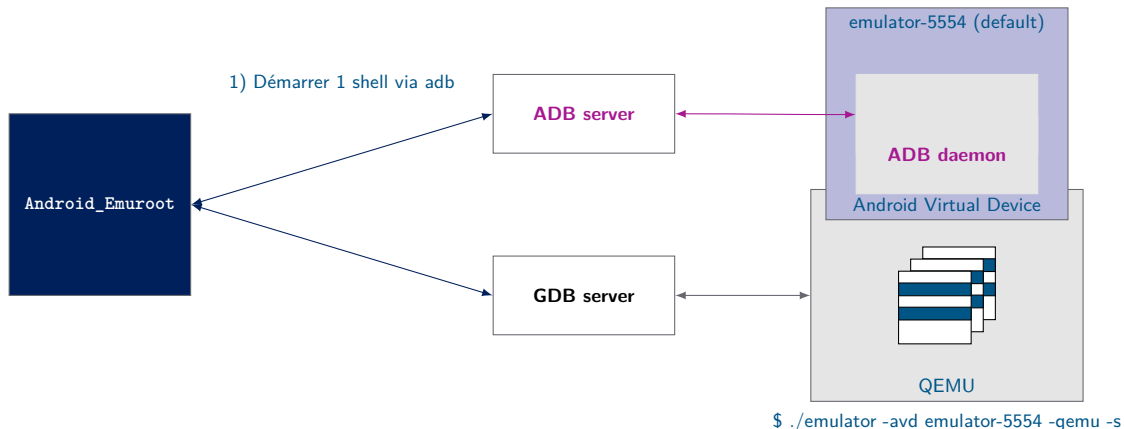 emulator-5554 (default)
1) Démarrer 1 shell via adb
ADB server
ADB daemon
Android_Emuroot
Android Virtual Device
GDB server
QEMU
$ ./emulator -avd emulator-5554 -qemu -s